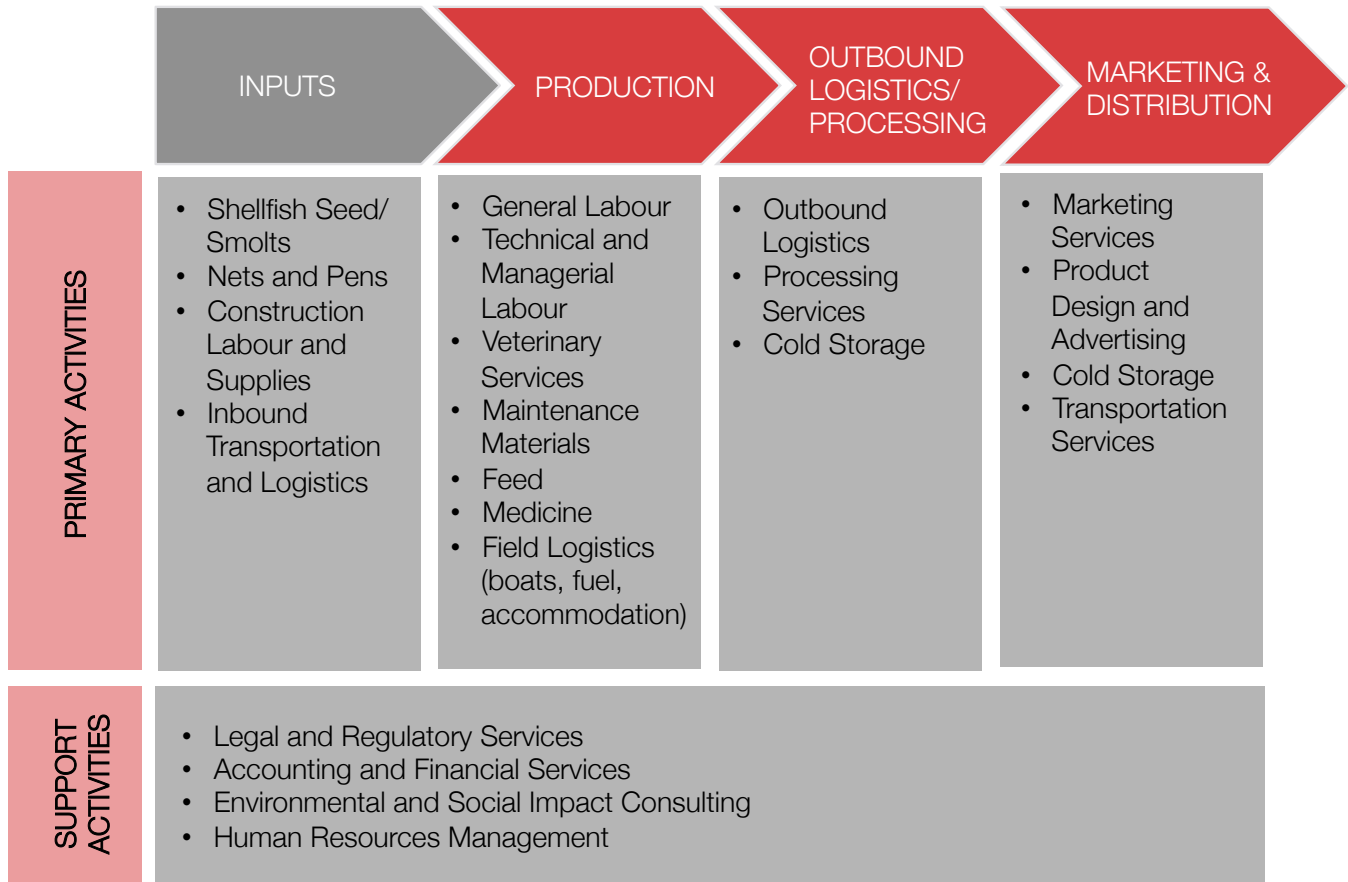 INPUTS
PRODUCTION
OUTBOUND
LOGISTICS/
PROCESSING
MARKETING &
DISTRIBUTION
PRIMARY ACTIVITIES
• Shellfish Seed/
Smolts
• Nets and Pens
• Construction
Labour and
Supplies
• Inbound
Transportation
and Logistics
• General Labour
• Technical and
Managerial
Labour
• Veterinary
Services
• Maintenance
Materials
• Feed
• Medicine
• Field Logistics
(boats, fuel,
accommodation)
• Outbound
Logistics
• Processing
Services
• Cold Storage
• Marketing
Services
• Product
Design and
Advertising
• Cold Storage
• Transportation
Services
SUPPORT
ACTIVITIES
• Legal and Regulatory Services
• Accounting and Financial Services
• Environmental and Social Impact Consulting
• Human Resources Management